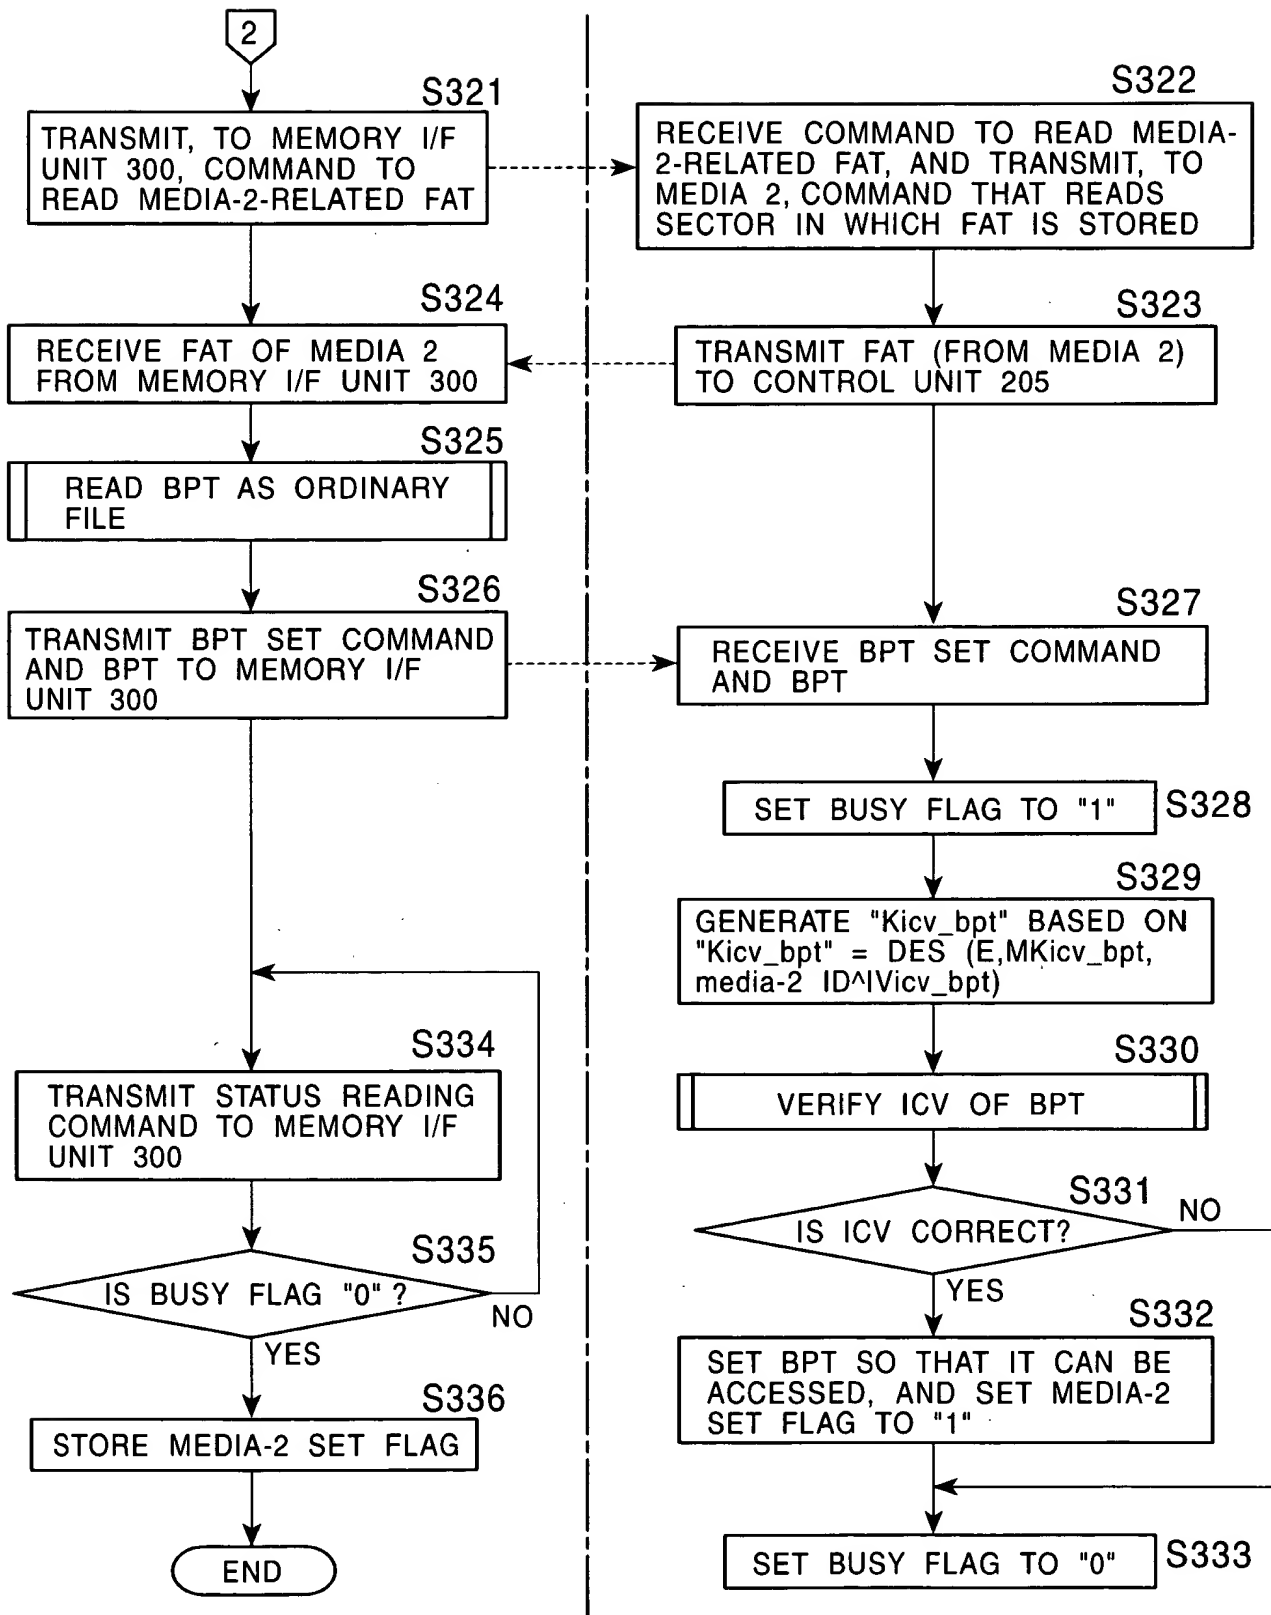 2
S321
TRANSMIT, TO MEMORY I/F
UNIT 300, COMMAND TO
READ MEDIA-2-RELATED FAT
S322
RECEIVE COMMAND TO READ MEDIA-
2-RELATED FAT, AND TRANSMIT, TO
MEDIA 2, COMMAND THAT READS
SECTOR IN WHICH FAT IS STORED
S324
RECEIVE FAT OF MEDIA 2
FROM MEMORY I/F UNIT 300
S323
TRANSMIT FAT (FROM MEDIA 2)
TO CONTROL UNIT 205
S325
READ BPT AS ORDINARY
FILE
S326
TRANSMIT BPT SET COMMAND
AND BPT TO MEMORY I/F
UNIT 300
S327
RECEIVE BPT SET COMMAND
AND BPT
SET BUSY FLAG TO "1"
S328
S329
GENERATE "Kicv_bpt" BASED ON
"Kicv_bpt" = DES (E,MKicv_bpt,
media-2 ID^IVicv_bpt)
S330
VERIFY ICV OF BPT
S334
TRANSMIT STATUS READING
COMMAND TO MEMORY I/F
UNIT 300
S331
IS ICV CORRECT?
NO
YES
S335
IS BUSY FLAG "0" ?
NO
YES
S332
SET BPT SO THAT IT CAN BE
ACCESSED, AND SET MEDIA-2
SET FLAG TO "1"
S336
STORE MEDIA-2 SET FLAG
END
SET BUSY FLAG TO "0"
S333